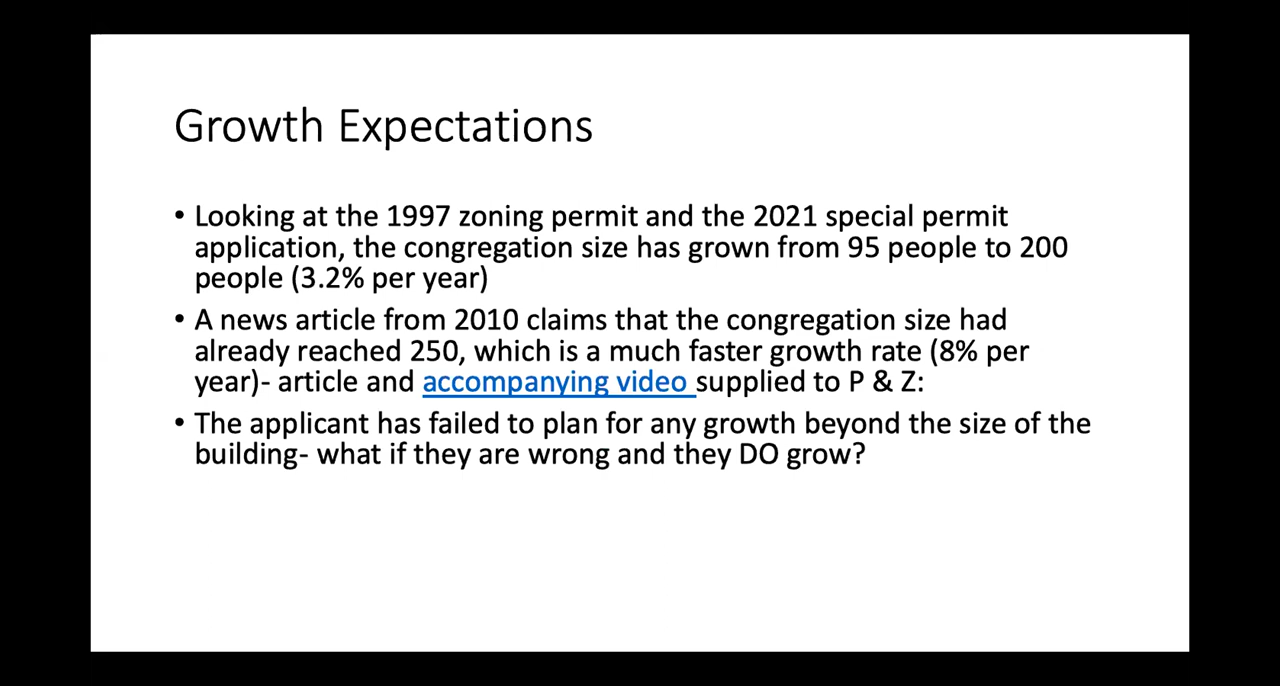 Growth Expectations
• Looking at the 1997 zoning permit and the 2021 special permit
application, the congregation size has grown from 95 people to 200
people (3.2% per year)
• A news article from 2010 claims that the congregation size had
already reached 250, which is a much faster growth rate (8% per
year)- article and accompanying video supplied to P & Z:
• The applicant has failed to plan for any growth beyond the size of the
building- what if they are wrong and they DO grow?